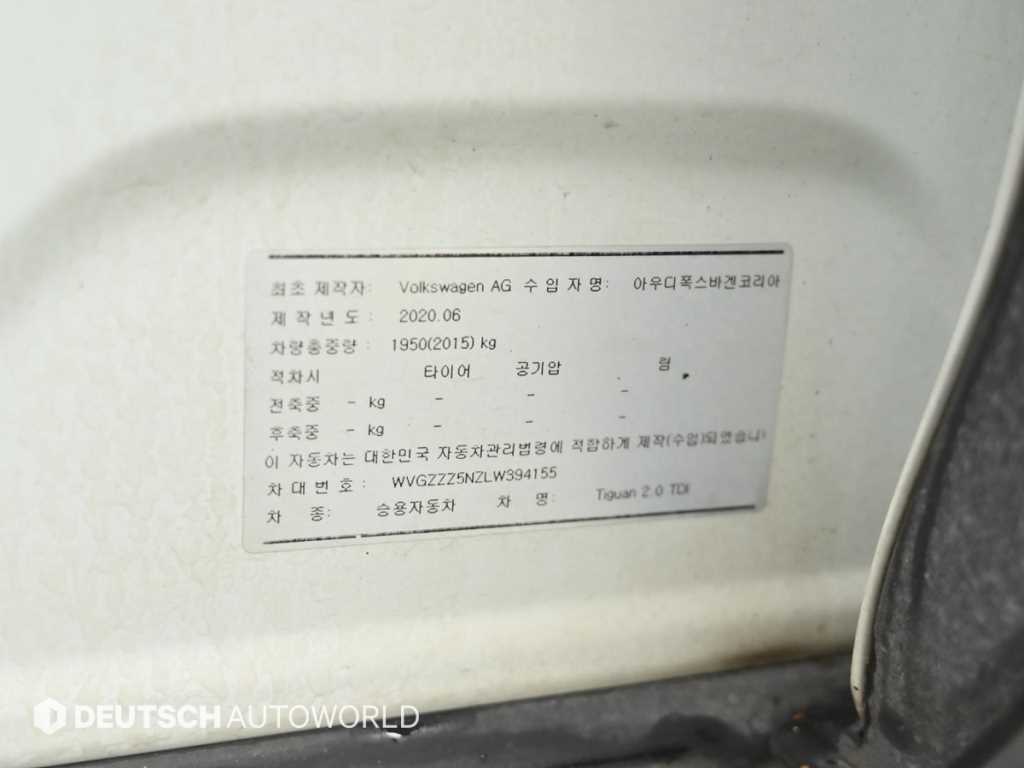 최초 제작자: Volkswagen AG 수 입 자 명: 아우디폭스바겐코리아
제 작 년 도 : 2020.06
차량총중량 : 1950(2015) kg
적차시 타이어 공기압 림
전축중 - kg - - -
후축중 - kg - - -
이 자동차는 대한민국 자동차관리법령에 적합하게 제작(수입)되었습니다
차 대 번 호 : WVGZZZ5NZLW394155
차 종: 승용자동차 차 명: Tiguan 2.0 TDI
DEUTSCH AUTOWORLD